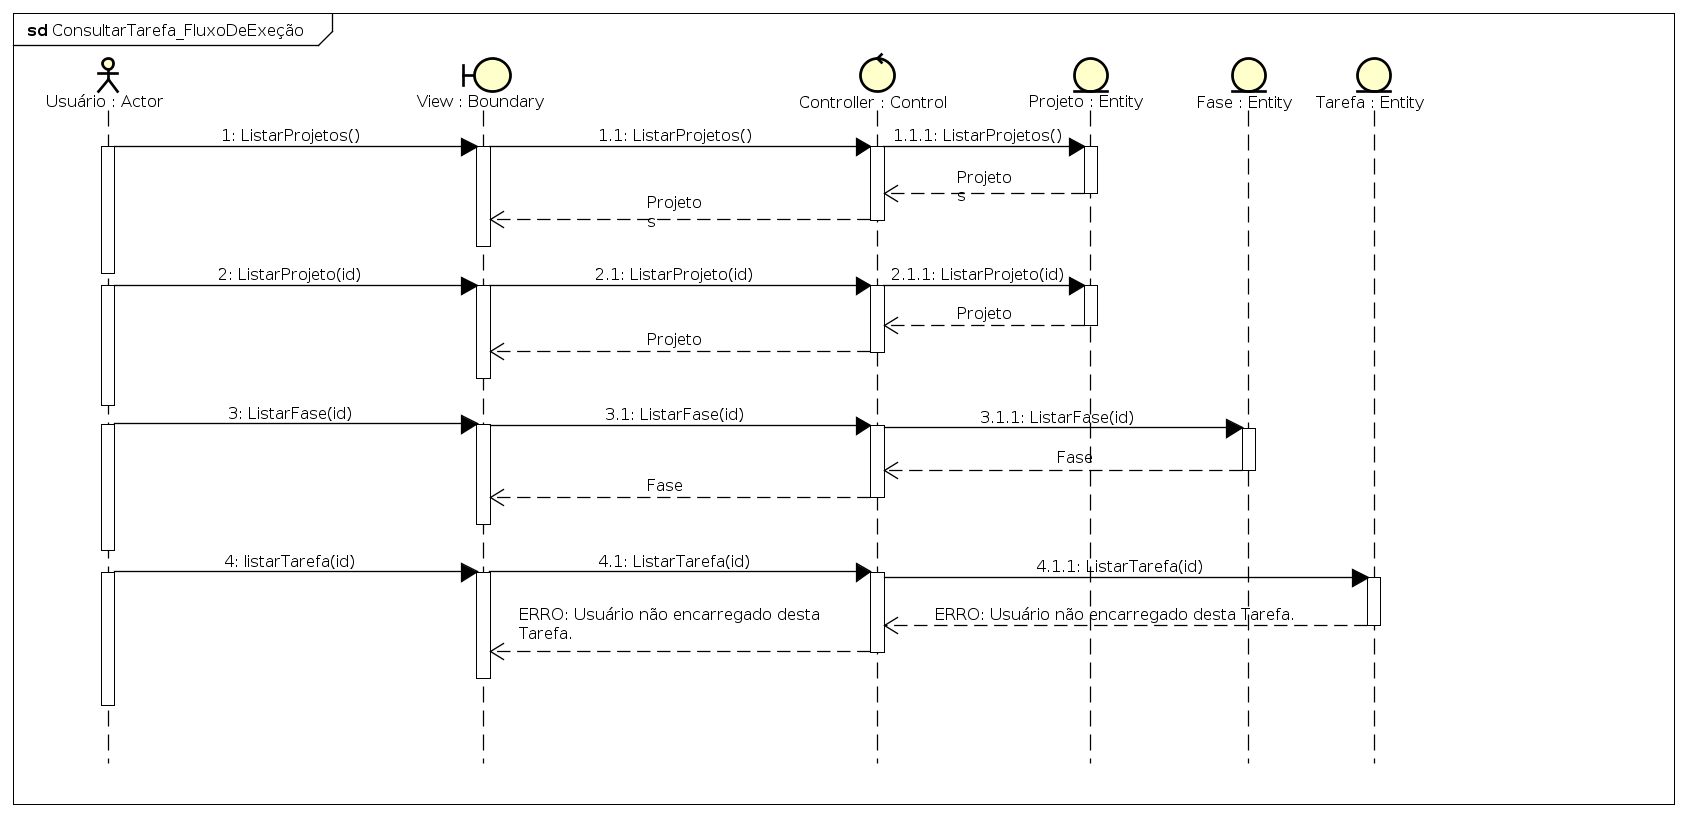 sd ConsultarTarefa_FluxoDeExeção
Usuário : Actor
View : Boundary
Controller : Control
Projeto : Entity
Fase : Entity
Tarefa : Entity
1: ListarProjetos()
1.1: ListarProjetos()
1.1.1: ListarProjetos()
Projeto
s
Projeto
s
2: ListarProjeto(id)
2.1: ListarProjeto(id)
2.1.1: ListarProjeto(id)
Projeto
Projeto
3: ListarFase(id)
3.1: ListarFase(id)
3.1.1: ListarFase(id)
Fase
Fase
4: listarTarefa(id)
4.1: ListarTarefa(id)
4.1.1: ListarTarefa(id)
ERRO: Usuário não encarregado desta
Tarefa.
ERRO: Usuário não encarregado desta Tarefa.